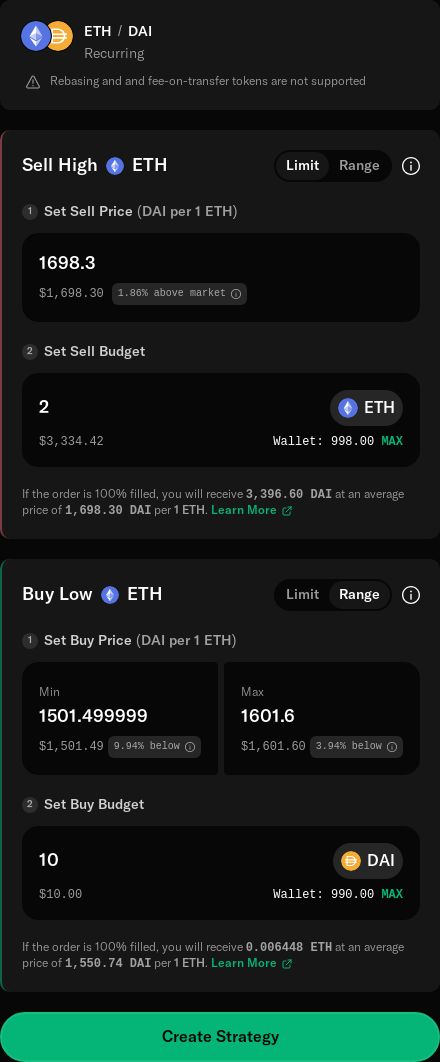 ETH / DAI
Recurring
Rebasing and and fee-on-transfer tokens are not supported
Sell High ETH Limit Range
1 Set Sell Price (DAI per 1 ETH)
1698.3
$1,698.30 1.86% above market
2 Set Sell Budget
2 ETH
$3,334.42 Wallet: 998.00 MAX
If the order is 100% filled, you will receive 3,396.60 DAI at an average
price of 1,698.30 DAI per 1 ETH. Learn More
Buy Low ETH Limit Range
1 Set Buy Price (DAI per 1 ETH)
Min Max
1501.499999 1601.6
$1,501.49 9.94% below $1,601.60 3.94% below
2 Set Buy Budget
10 DAI
$10.00 Wallet: 990.00 MAX
If the order is 100% filled, you will receive 0.006448 ETH at an average
price of 1,550.74 DAI per 1 ETH. Learn More
Create Strategy